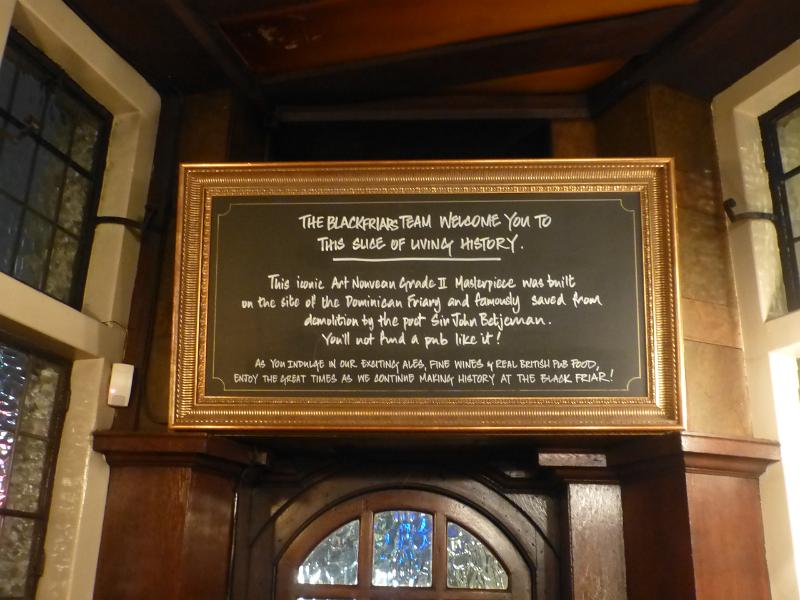 THE BLACKFRIARS TEAM WELCOME YOU TO
THIS SLICE OF LIVING HISTORY.
This iconic Art Nouveau Grade II Masterpiece was built
on the site of the Dominican Friary and famously saved from
demolition by the poet Sir John Betjeman.
You'll not find a pub like it!
AS YOU INDULGE IN OUR EXCITING ALES, FINE WINES & REAL BRITISH PUB FOOD,
ENJOY THE GREAT TIMES AS WE CONTINUE MAKING HISTORY AT THE BLACK FRIAR!